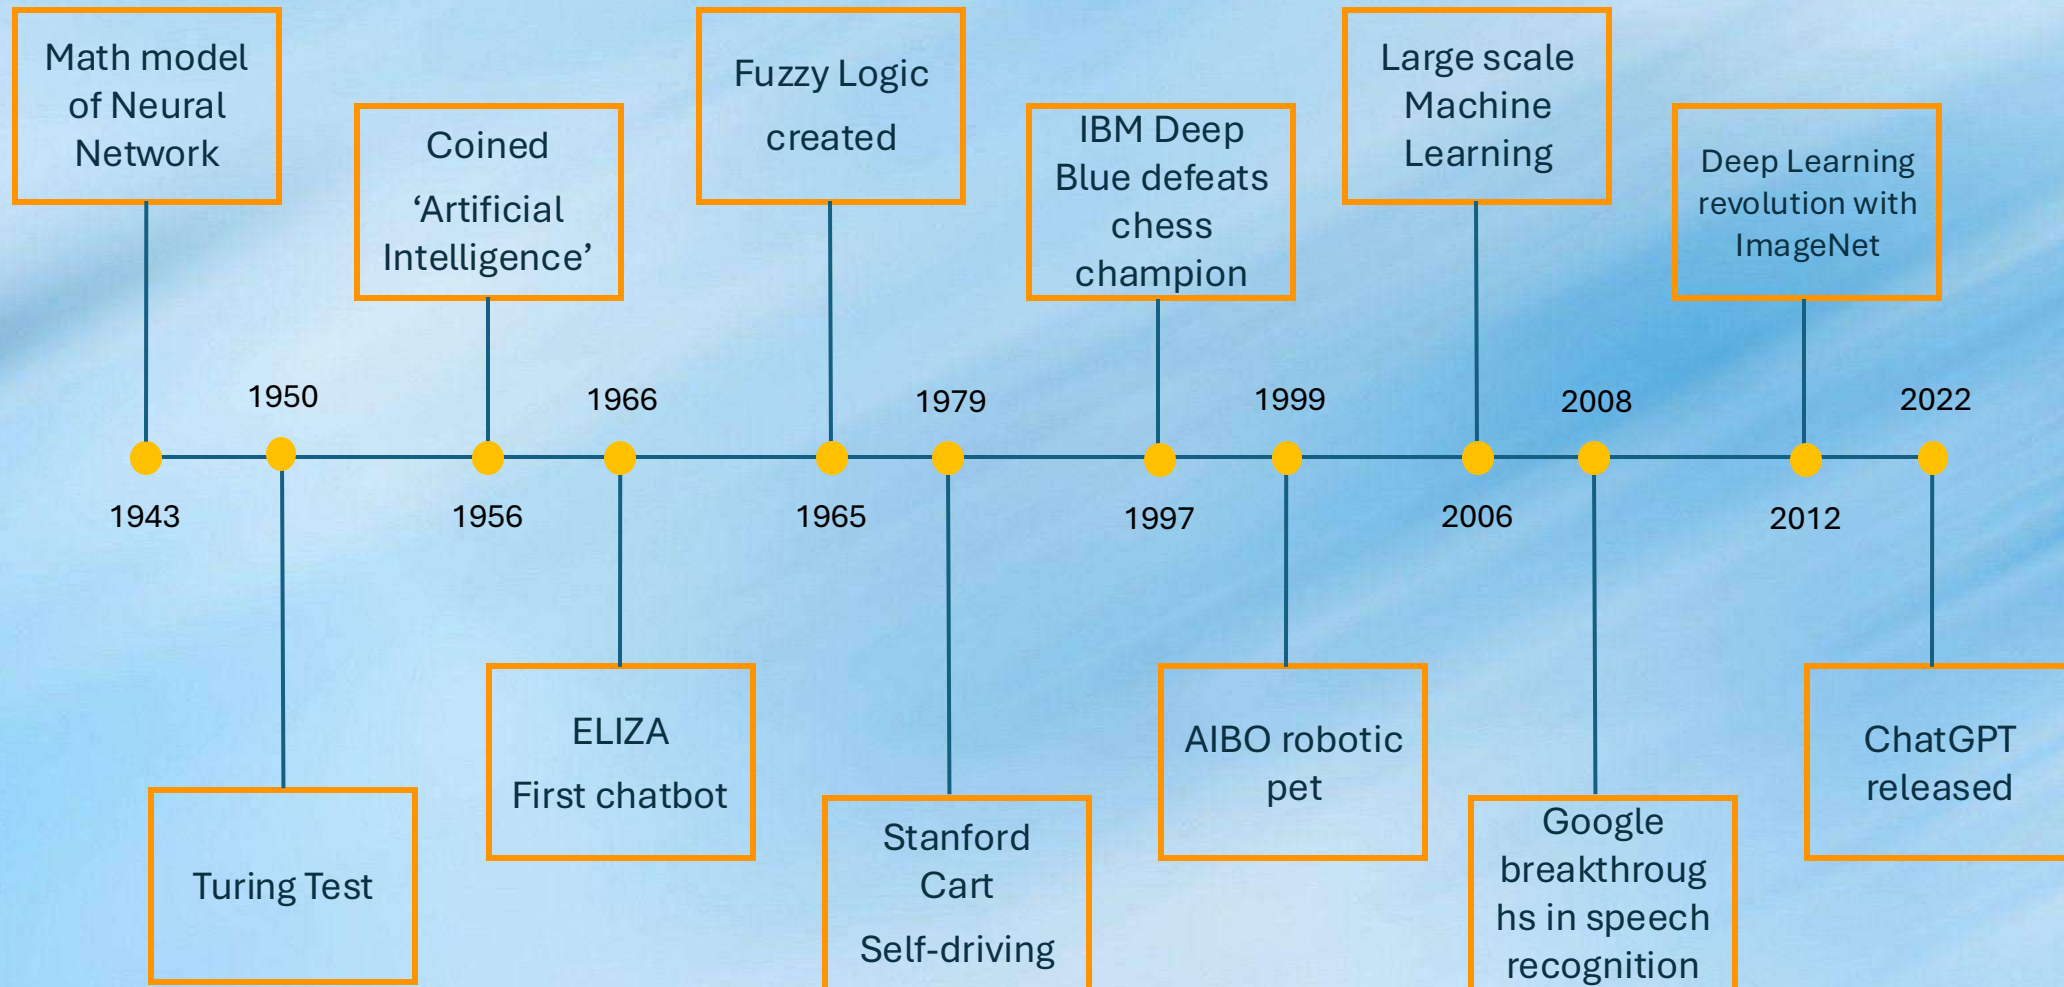 Math model
of Neural
Network
Coined
‘Artificial
Intelligence’
Fuzzy Logic
created
IBM Deep
Blue defeats
chess
champion
Large scale
Machine
Learning
Deep Learning
revolution with
ImageNet
1950
1966
1979
1999
2008
2022
1943
1956
1965
1997
2006
2012
Turing Test
ELIZA
First chatbot
Stanford
Cart
Self-driving
AIBO robotic
pet
Google
breakthroug
hs in speech
recognition
ChatGPT
released